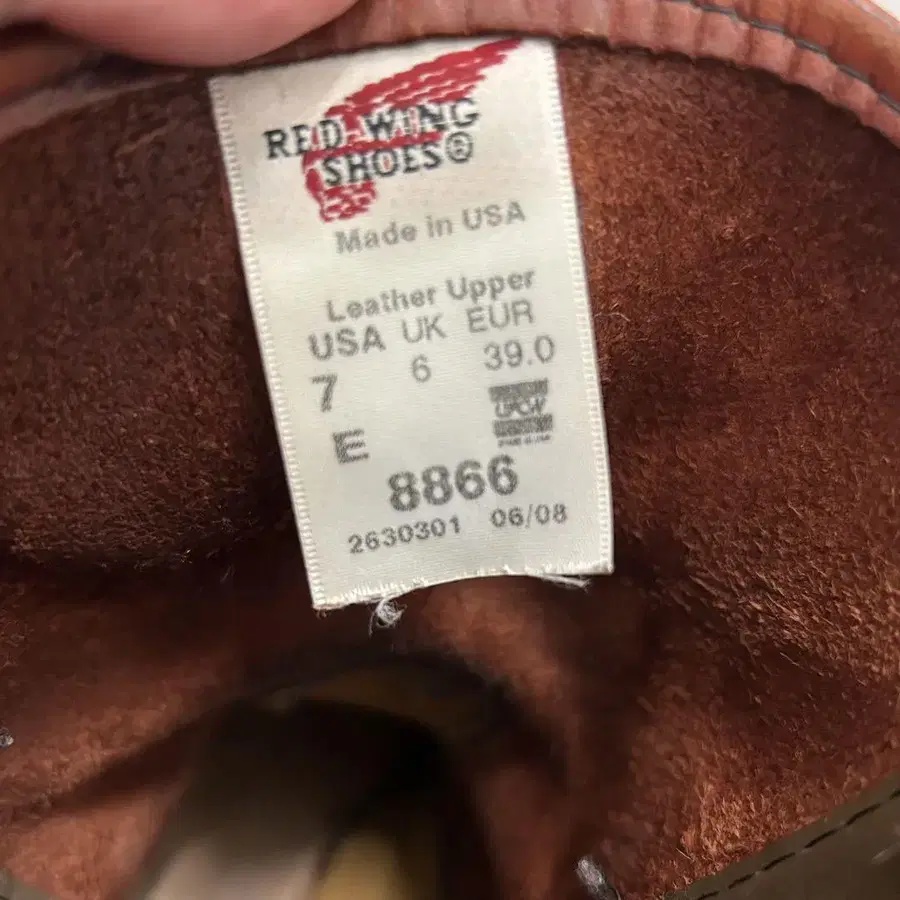 RED WING
SHOES®
Made in USA
Leather Upper
USA UK EUR
7 6 39.0
E
UFCW
8866
2630301 06/08